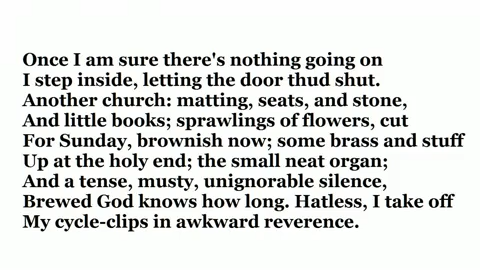 Once I am sure there's nothing going on
I step inside, letting the door thud shut.
Another church: matting, seats, and stone,
And little books; sprawlings of flowers, cut
For Sunday, brownish now; some brass and stuff
Up at the holy end; the small neat organ;
And a tense, musty, unignorable silence,
Brewed God knows how long. Hatless, I take off
My cycle-clips in awkward reverence.